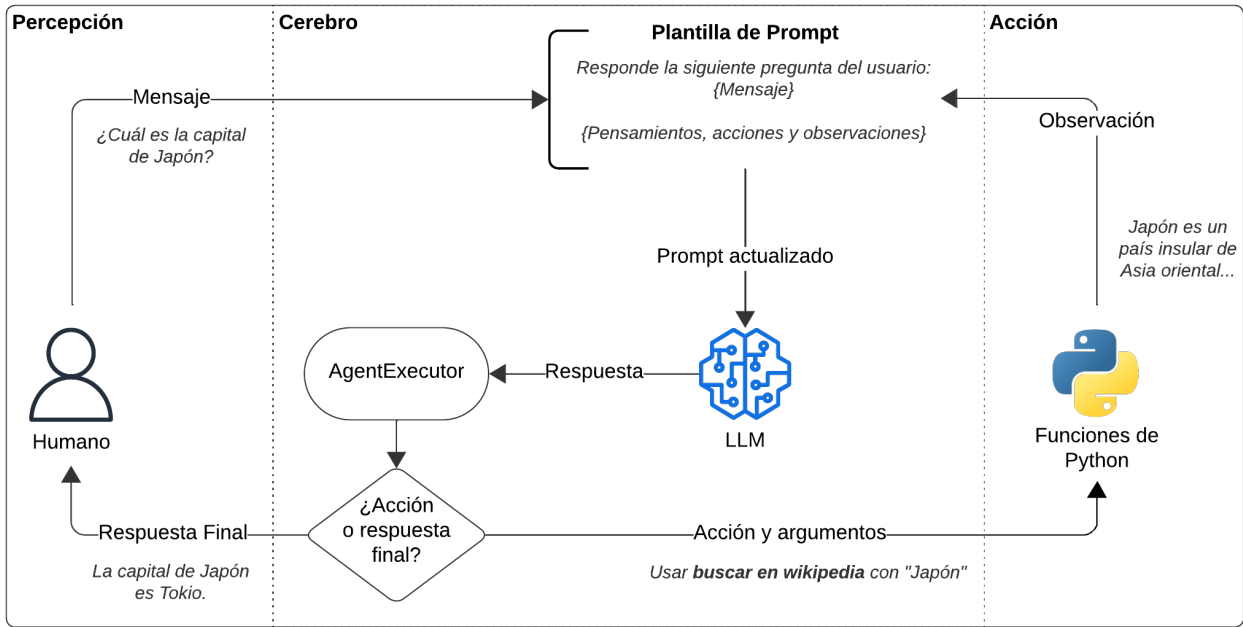 Percepción
Cerebro
Acción
Plantilla de Prompt
Responde la siguiente pregunta del usuario:
{Mensaje}
{Pensamientos, acciones y observaciones}
Mensaje
¿Cuál es la capital
de Japón?
Observación
Japón es un
país insular de
Asia oriental...
Prompt actualizado
AgentExecutor
Respuesta
LLM
Humano
Funciones de
Python
¿Acción
o respuesta
final?
Respuesta Final
La capital de Japón
es Tokio.
Acción y argumentos
Usar buscar en wikipedia con "Japón"